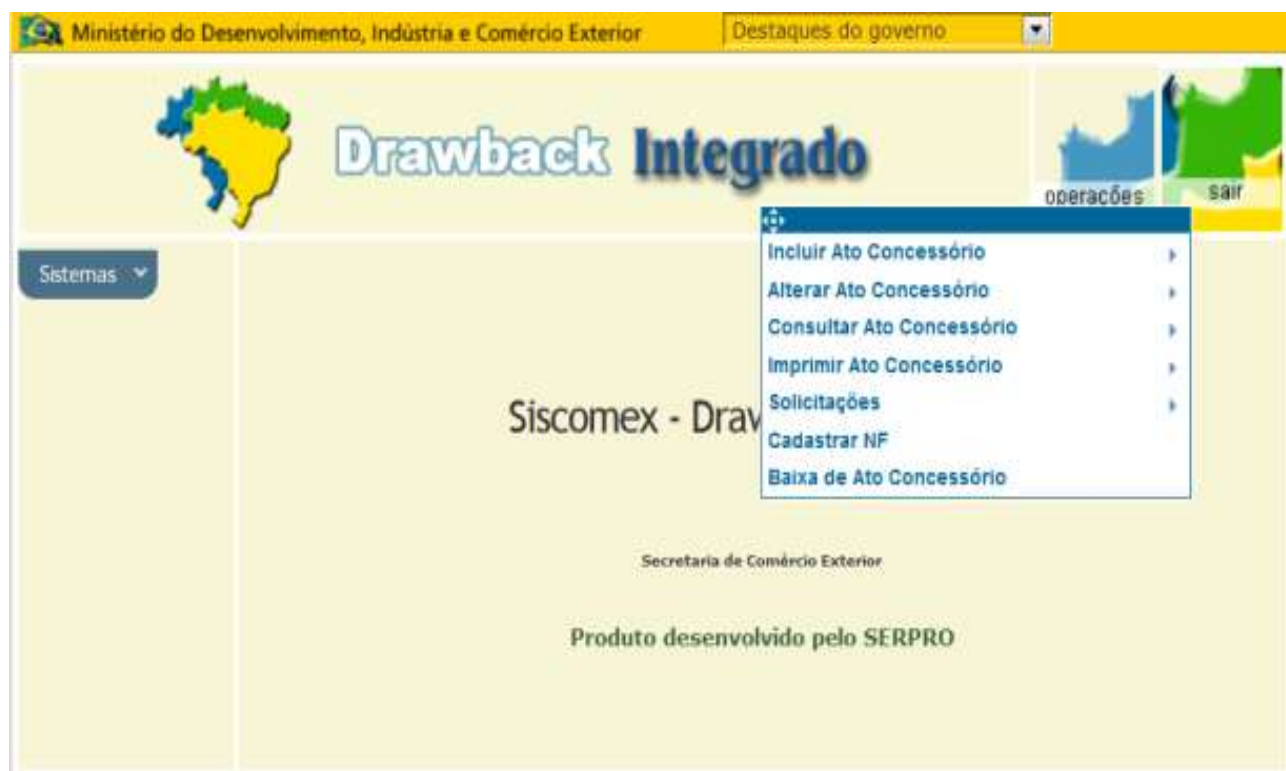 Ministério do Desenvolvimento, Indústria e Comércio Exterior
Destaques do governo
Drawback Integrado
operações
sair
Sistemas
Incluir Ato Concessório
Alterar Ato Concessório
Consultar Ato Concessório
Imprimir Ato Concessório
Solicitações
Cadastrar NF
Baixa de Ato Concessório
Siscomex - Drav
Secretaria de Comércio Exterior
Produto desenvolvido pelo SERPRO